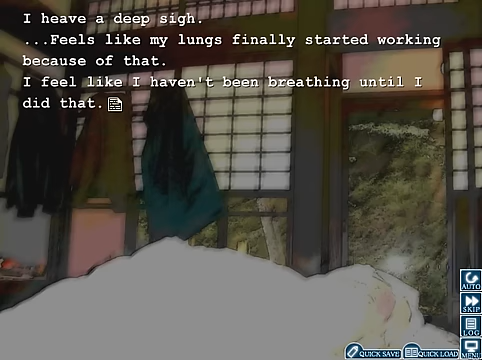 I heave a deep sigh.
...Feels like my lungs finally started working
because of that.
I feel like I haven't been breathing until I
did that.
AUTO
SKIP
LOG
MENU
QUICK SAVE
QUICK LOAD